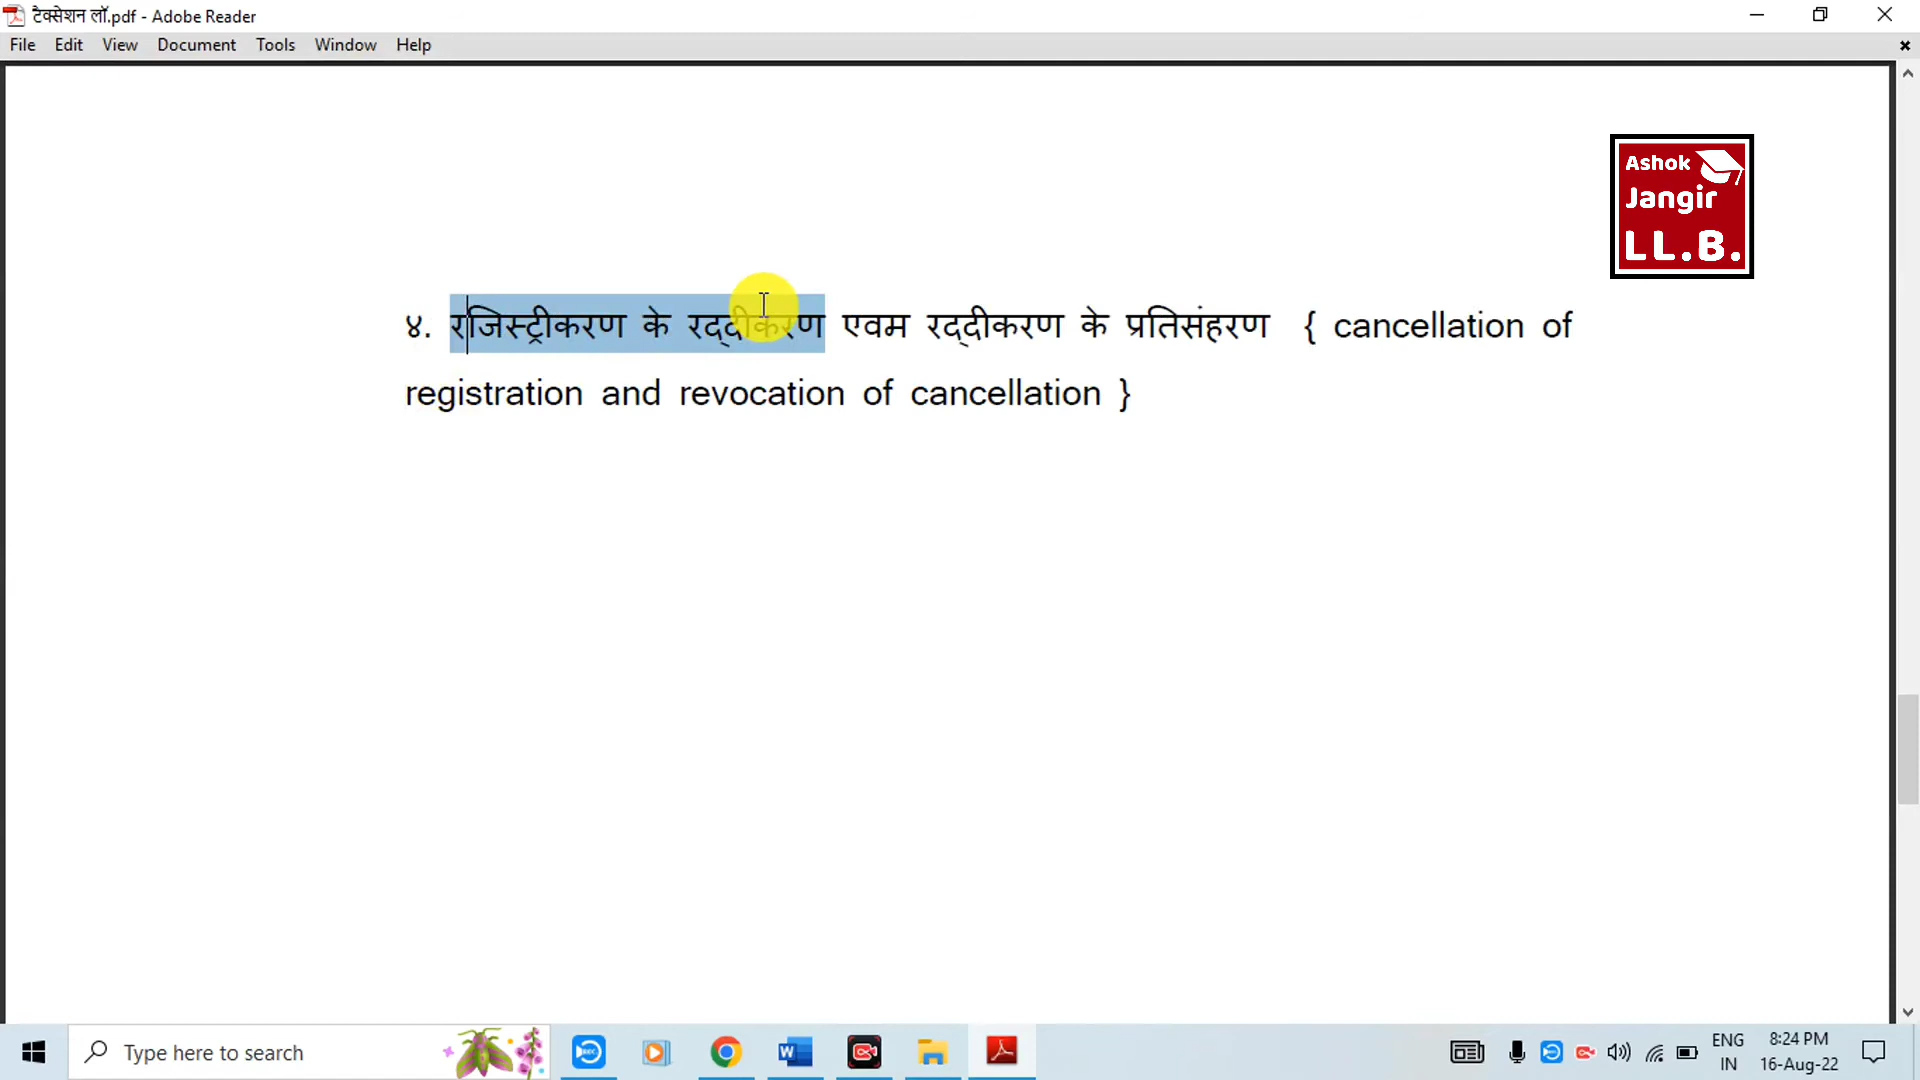 टैक्सेशन लॉ.pdf - Adobe Reader
File Edit View Document Tools Window Help
Ashok
Jangir
LL.B.
४. राजिस्ट्रीकरण के रद्दीकरण एवम रद्दीकरण के प्रतिसंहरण { cancellation of
registration and revocation of cancellation }
Type here to search
REC
ENG
IN
8:24 PM
16-Aug-22